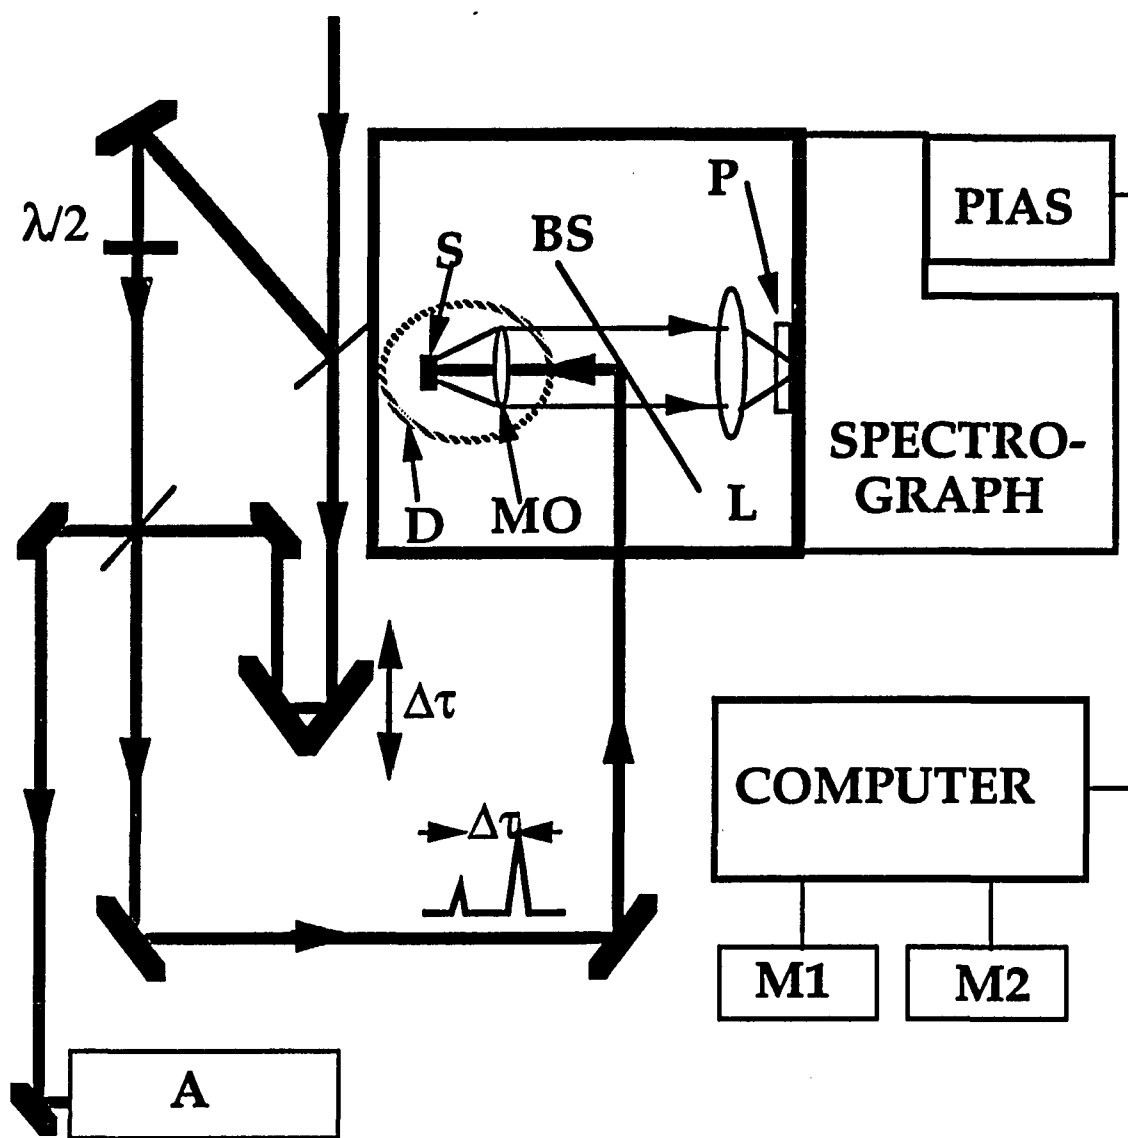 P
PIAS
λ/2
BS
S
SPECTRO-
GRAPH
D
MO
L
Δτ
COMPUTER
Δτ
M1
M2
A